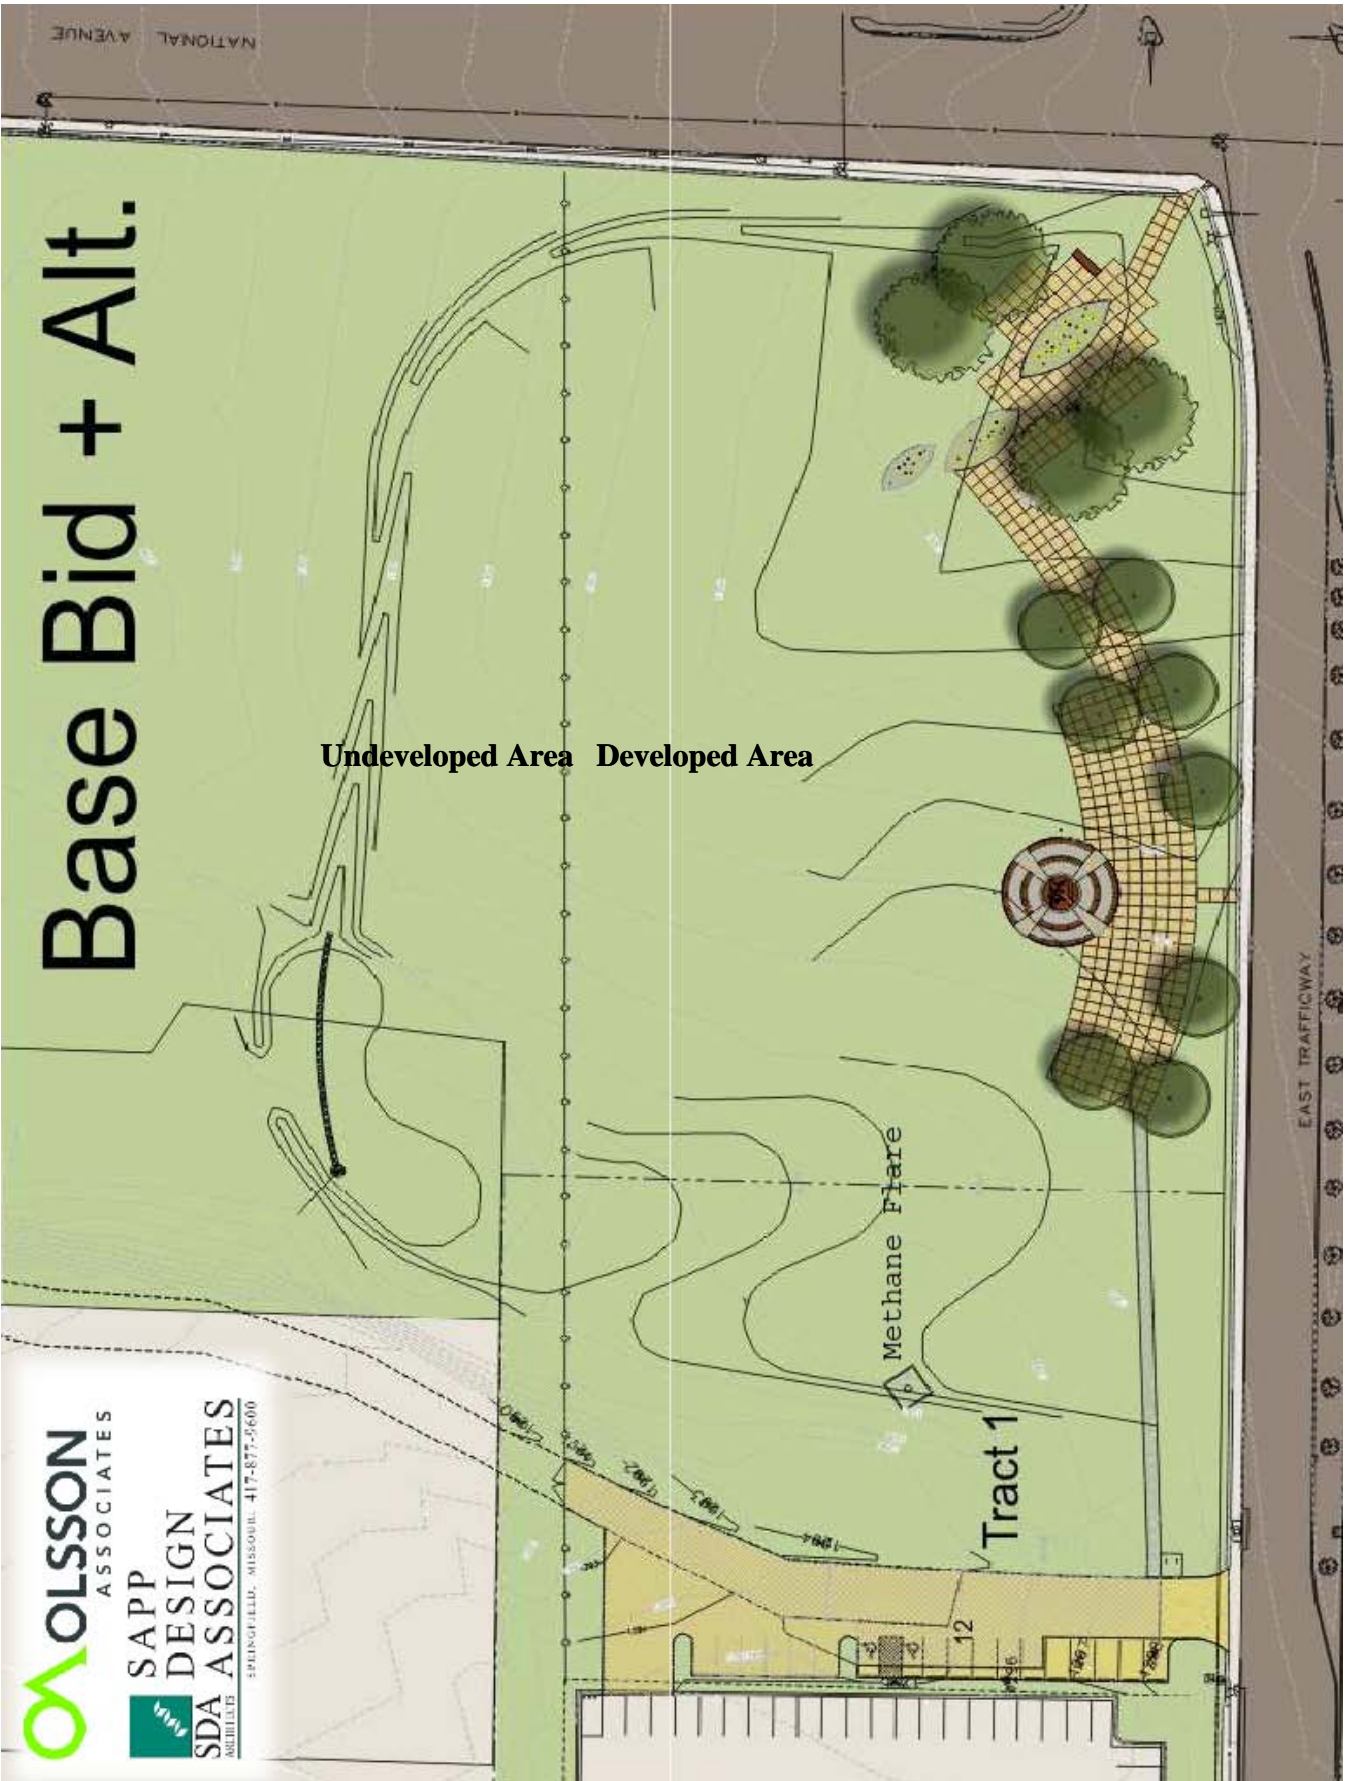 NATIONAL AVENUE
Base Bid + Alt.
Undeveloped Area Developed Area
Methane Flare
Tract 1
12
EAST TRAFFICWAY
OLSSON
ASSOCIATES
SAPP
DESIGN
ASSOCIATES
SDA
ARCHITECTS
SPRINGFIELD, MISSOURI 417-877-9600